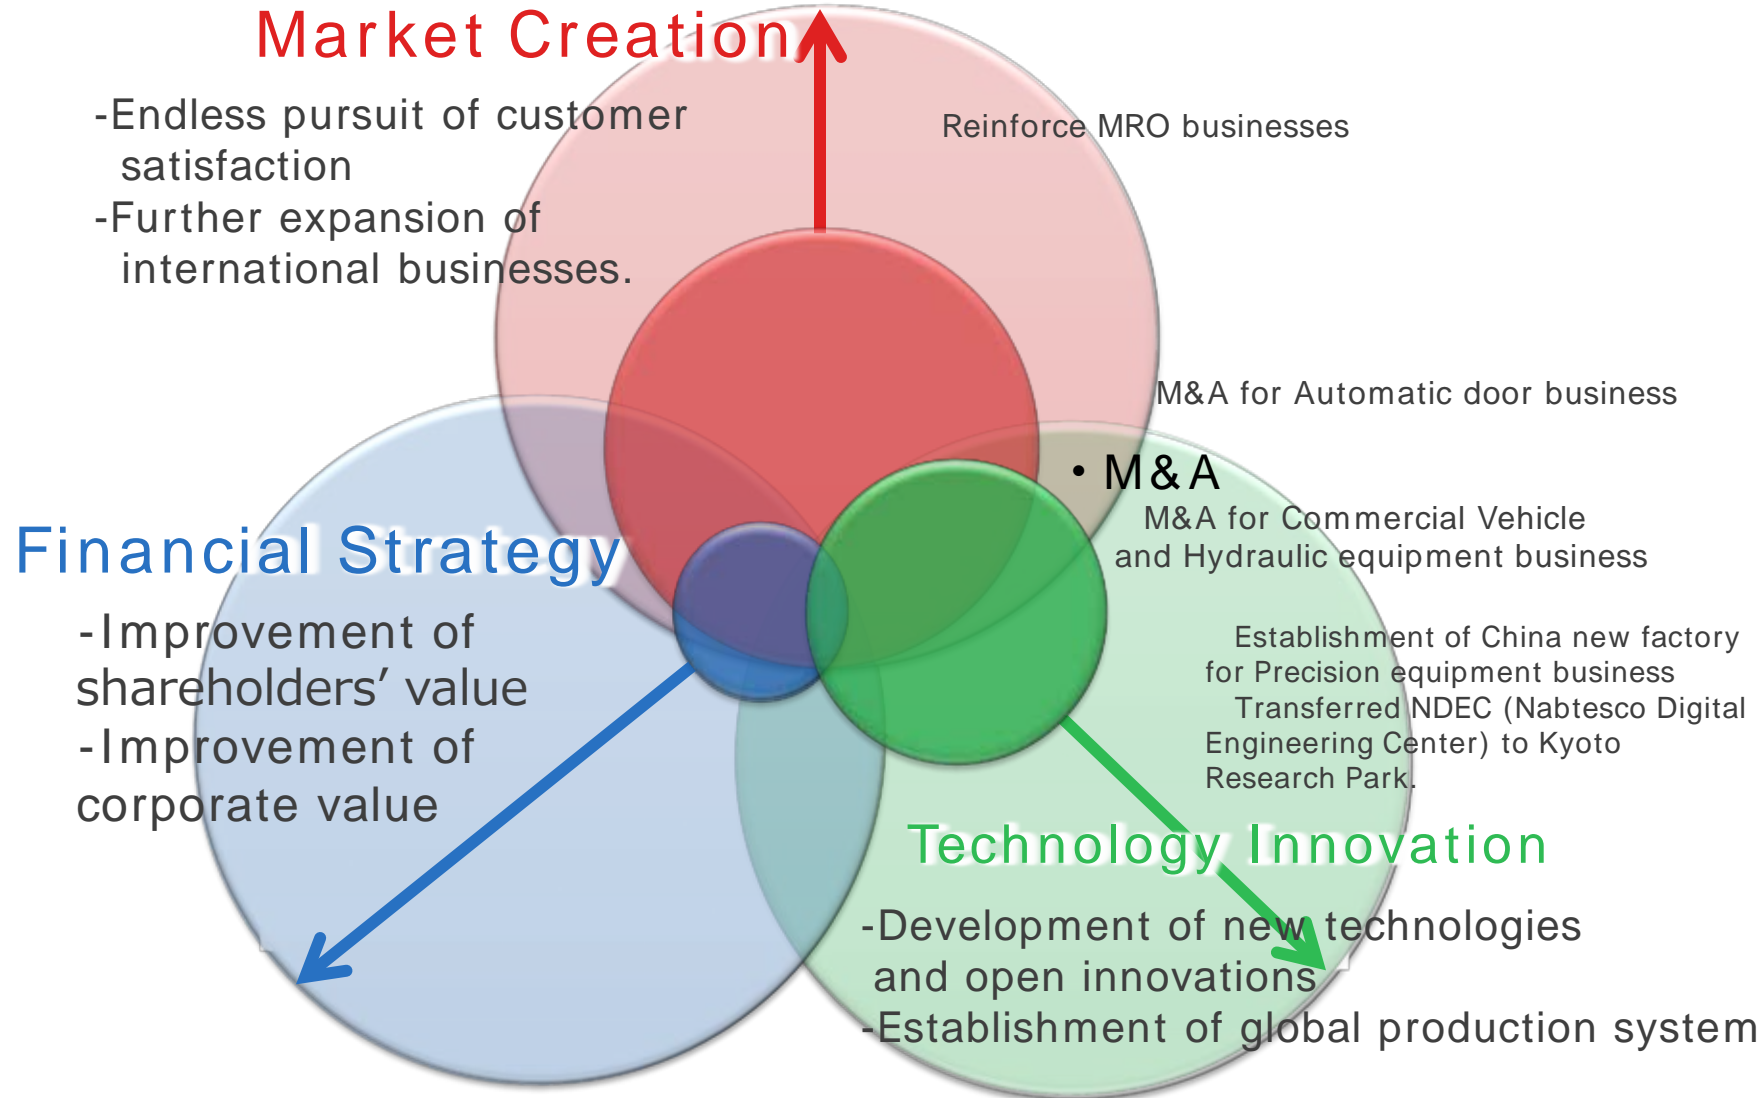 Market Creation
-Endless pursuit of customer
satisfaction
-Further expansion of
international businesses.
Reinforce MRO businesses
M&A for Automatic door business
・M&A
M&A for Commercial Vehicle
and Hydraulic equipment business
Financial Strategy
-Improvement of
shareholders’ value
-Improvement of
corporate value
Establishment of China new factory
for Precision equipment business
Transferred NDEC (Nabtesco Digital
Engineering Center) to Kyoto
Research Park.
Technology Innovation
-Development of new technologies
and open innovations
-Establishment of global production system